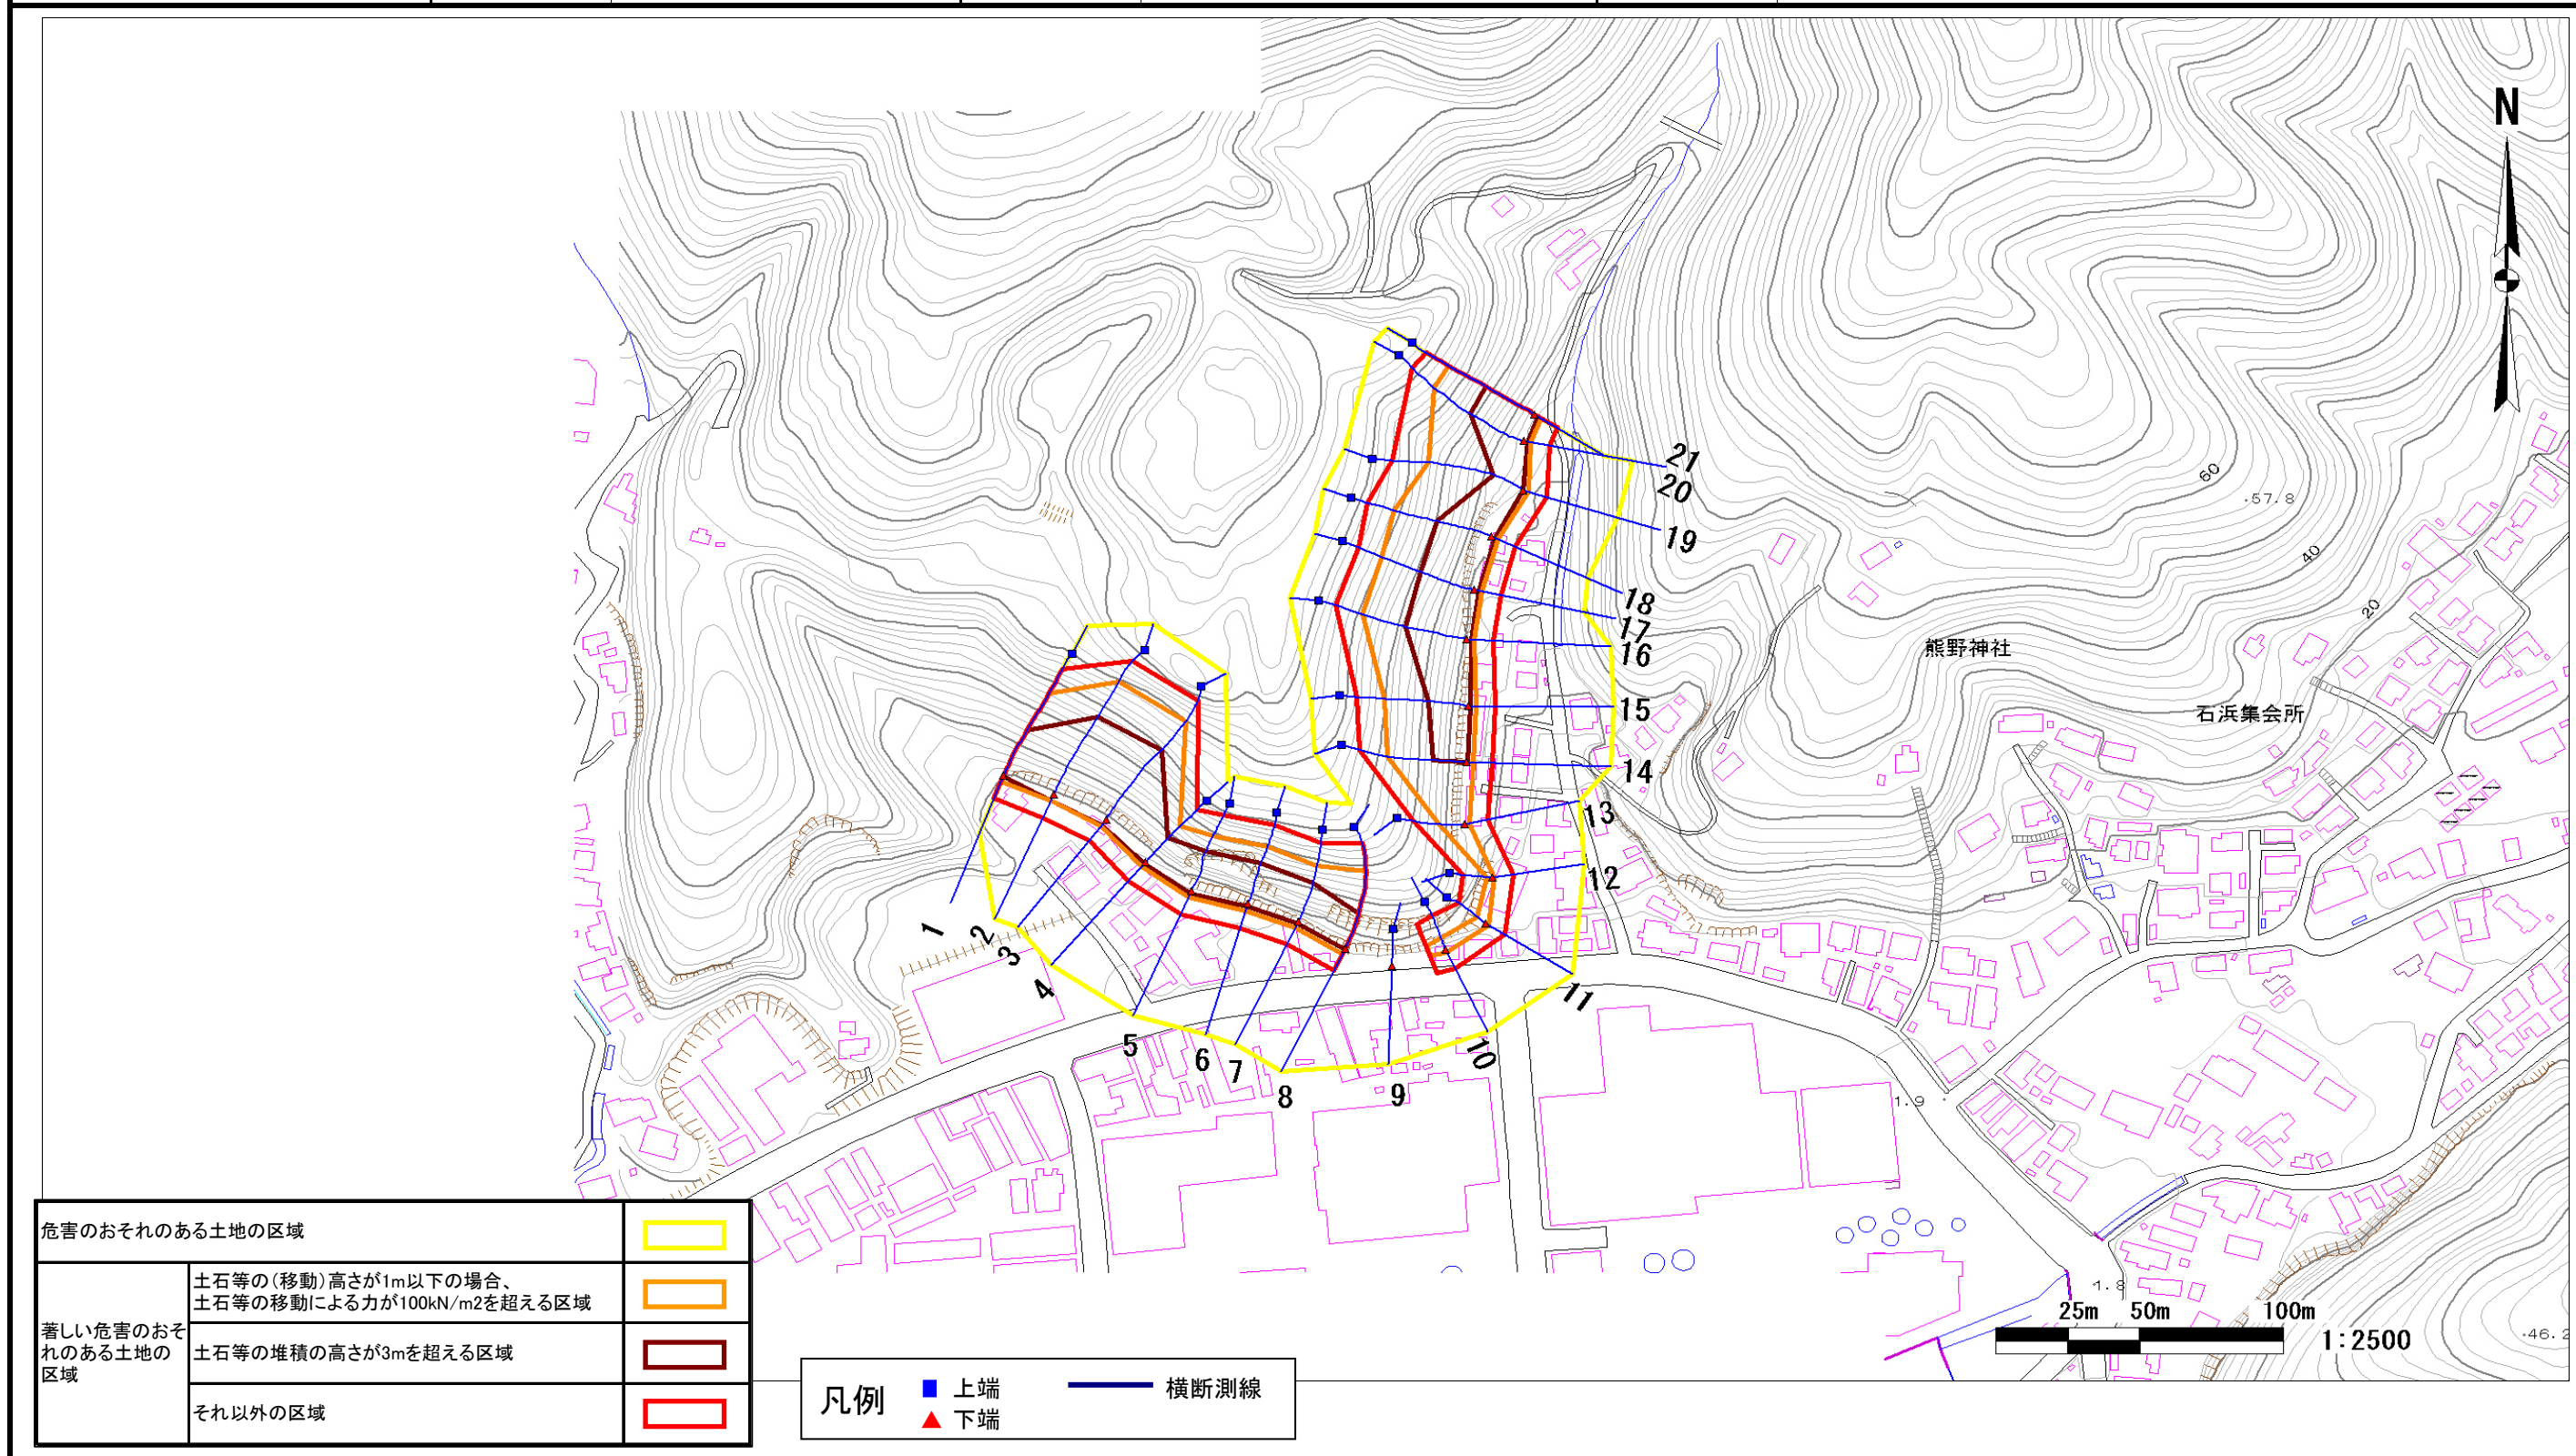 N
21
20
19
18
17
16
15
14
13
12
11
10
9
8
7
6
5
4
3
2
1
60
57.8
40
20
熊野神社
石浜集会所
1.9
1.8
46.2
25m 50m 100m
1:2500
危害のおそれのある土地の区域
著しい危害のおそ
れのある土地の
区域
土石等の(移動)高さが1m以下の場合、
土石等の移動による力が100kN/m2を超える区域
土石等の堆積の高さが3mを超える区域
それ以外の区域
凡例
上端
下端
横断測線